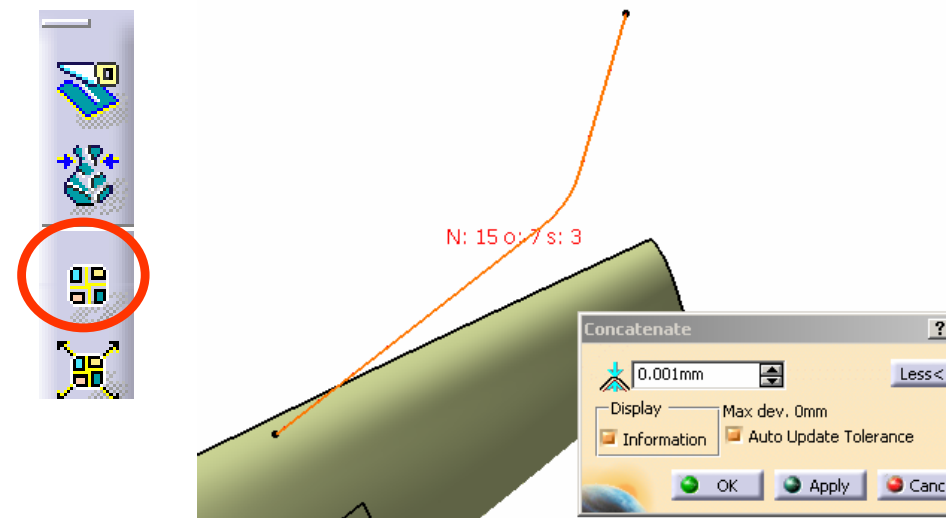 N: 15 o: 7 s: 3
Concatenate ?
0.001mm Less<
Display Max dev. 0mm
Information Auto Update Tolerance
OK Apply Canc